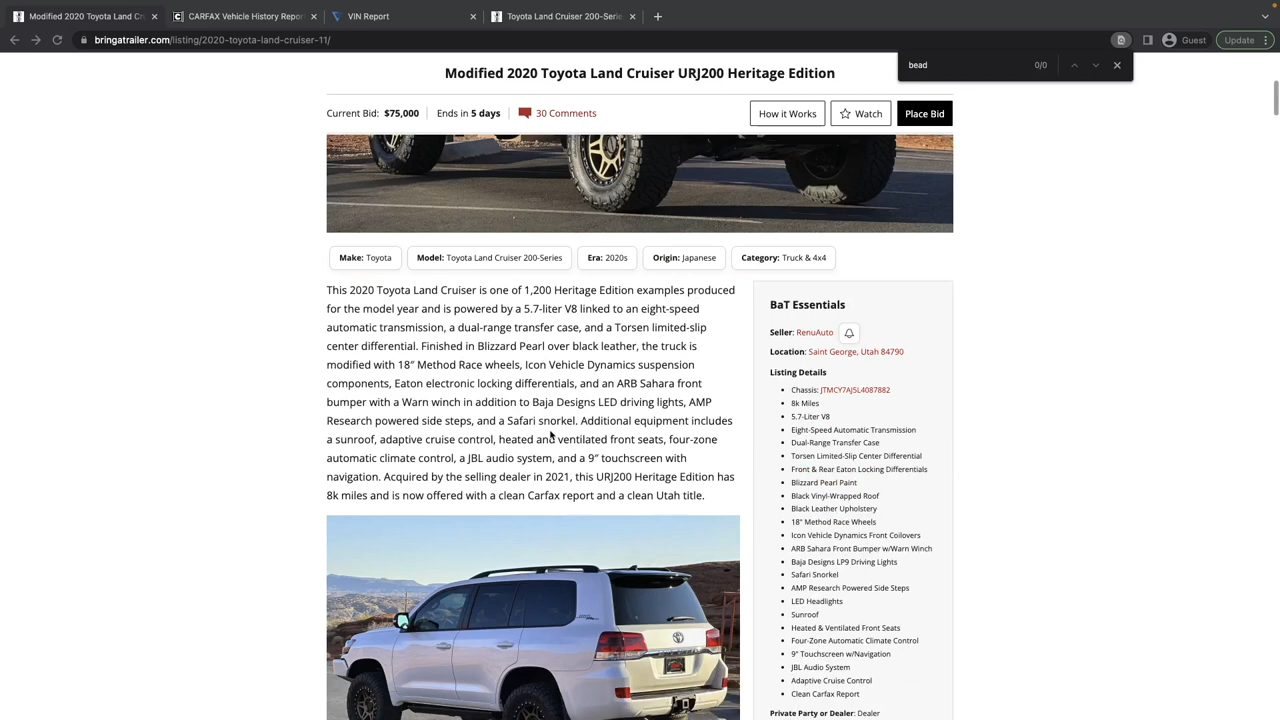 Modified 2020 Toyota Land Cr
CARFAX Vehicle History Repor
VIN Report
Toyota Land Cruiser 200-Serie
bringatrailer.com/listing/2020-toyota-land-cruiser-11/
Guest
Update
bead
0/0
Modified 2020 Toyota Land Cruiser URJ200 Heritage Edition
Current Bid: $75,000
Ends in 5 days
30 Comments
How it Works
Watch
Place Bid
Make: Toyota
Model: Toyota Land Cruiser 200-Series
Era: 2020s
Origin: Japanese
Category: Truck & 4x4
This 2020 Toyota Land Cruiser is one of 1,200 Heritage Edition examples produced
for the model year and is powered by a 5.7-liter V8 linked to an eight-speed
automatic transmission, a dual-range transfer case, and a Torsen limited-slip
center differential. Finished in Blizzard Pearl over black leather, the truck is
modified with 18″ Method Race wheels, Icon Vehicle Dynamics suspension
components, Eaton electronic locking differentials, and an ARB Sahara front
bumper with a Warn winch in addition to Baja Designs LED driving lights, AMP
Research powered side steps, and a Safari snorkel. Additional equipment includes
a sunroof, adaptive cruise control, heated and ventilated front seats, four-zone
automatic climate control, a JBL audio system, and a 9″ touchscreen with
navigation. Acquired by the selling dealer in 2021, this URJ200 Heritage Edition has
8k miles and is now offered with a clean Carfax report and a clean Utah title.
BaT Essentials
Seller: RenuAuto
Location: Saint George, Utah 84790
Listing Details
Chassis: JTMCY7AJ5L4087882
8k Miles
5.7-Liter V8
Eight-Speed Automatic Transmission
Dual-Range Transfer Case
Torsen Limited-Slip Center Differential
Front & Rear Eaton Locking Differentials
Blizzard Pearl Paint
Black Vinyl-Wrapped Roof
Black Leather Upholstery
18" Method Race Wheels
Icon Vehicle Dynamics Front Coilovers
ARB Sahara Front Bumper w/Warn Winch
Baja Designs LP9 Driving Lights
Safari Snorkel
AMP Research Powered Side Steps
LED Headlights
Sunroof
Heated & Ventilated Front Seats
Four-Zone Automatic Climate Control
9" Touchscreen w/Navigation
JBL Audio System
Adaptive Cruise Control
Clean Carfax Report
Private Party or Dealer: Dealer